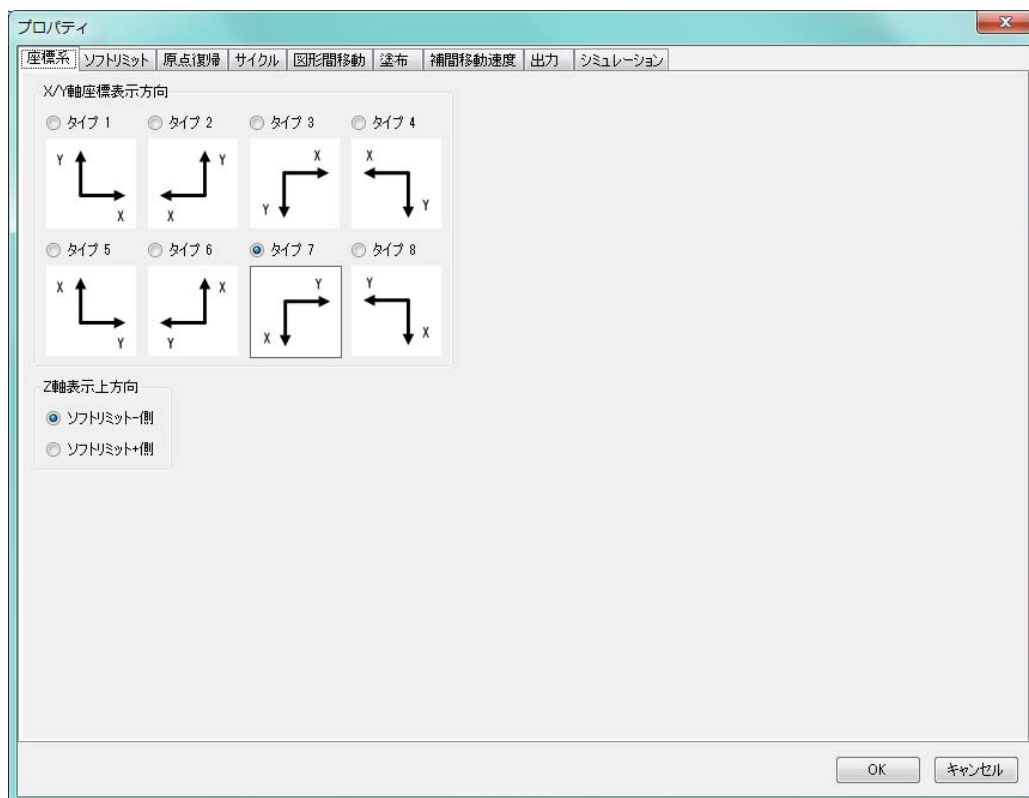 プロパティ
座標系 ソフトリミット 原点復帰 サイクル 図形間移動 塗布 補間移動速度 出力 シミュレーション
X/Y軸座標表示方向
タイプ 1 タイプ 2 タイプ 3 タイプ 4
Y Y X X
X X Y Y
タイプ 5 タイプ 6 タイプ 7 タイプ 8
X X Y Y
Y Y X X
Z軸表示上方向
ソフトリミット-側
ソフトリミット+側
OK キャンセル